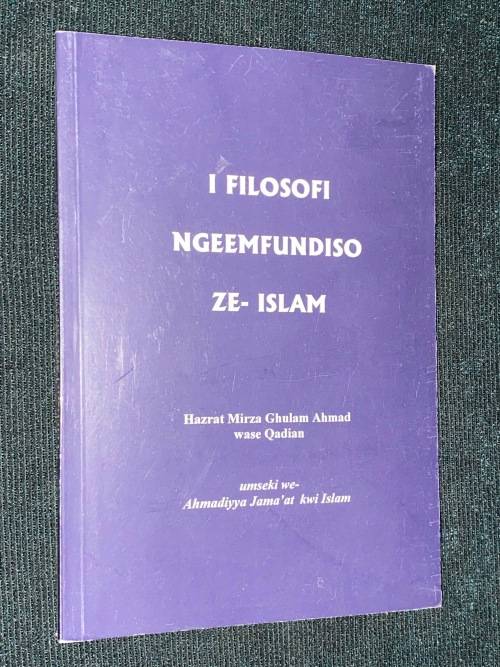 I FILOSOFI
NGEEMFUNDISO
ZE- ISLAM
Hazrat Mirza Ghulam Ahmad
wase Qadian
umseki we-
Ahmadiyya Jama'at kwi Islam